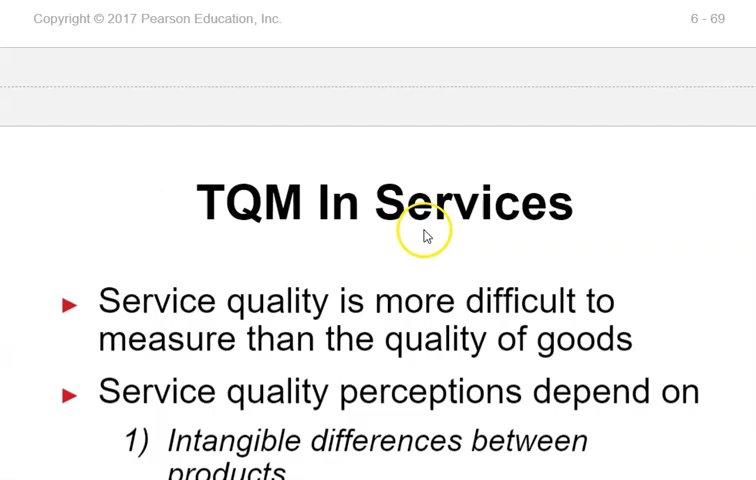 Copyright © 2017 Pearson Education, Inc. 6 - 69
TQM In Services
► Service quality is more difficult to
measure than the quality of goods
► Service quality perceptions depend on
1) Intangible differences between
products